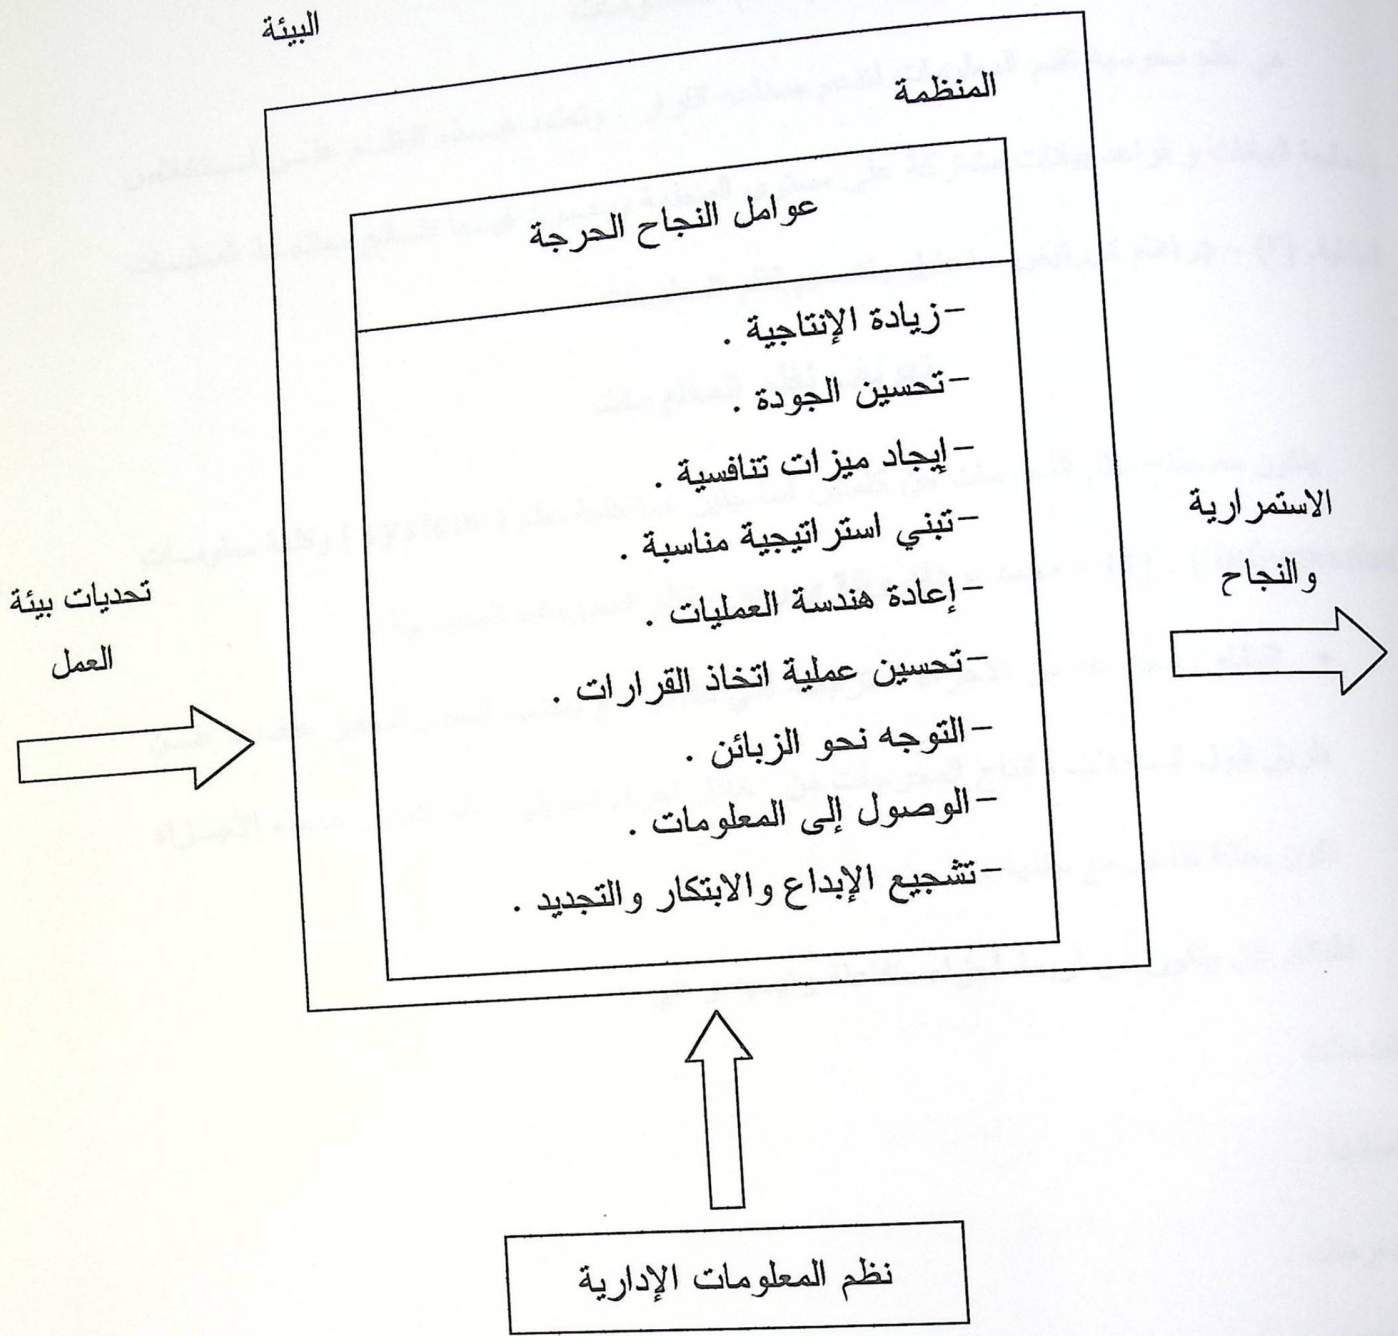 البيئة
المنظمة
عوامل النجاح الحرجة
-زيادة الإنتاجية .
-تحسين الجودة .
-إيجاد ميزات تنافسية .
-تبني استراتيجية مناسبة .
-إعادة هندسة العمليات .
-تحسين عملية اتخاذ القرارات .
-التوجه نحو الزبائن .
-الوصول إلى المعلومات .
-تشجيع الإبداع والابتكار والتجديد .
الاستمرارية
والنجاح
تحديات بيئة
العمل
نظم المعلومات الإدارية